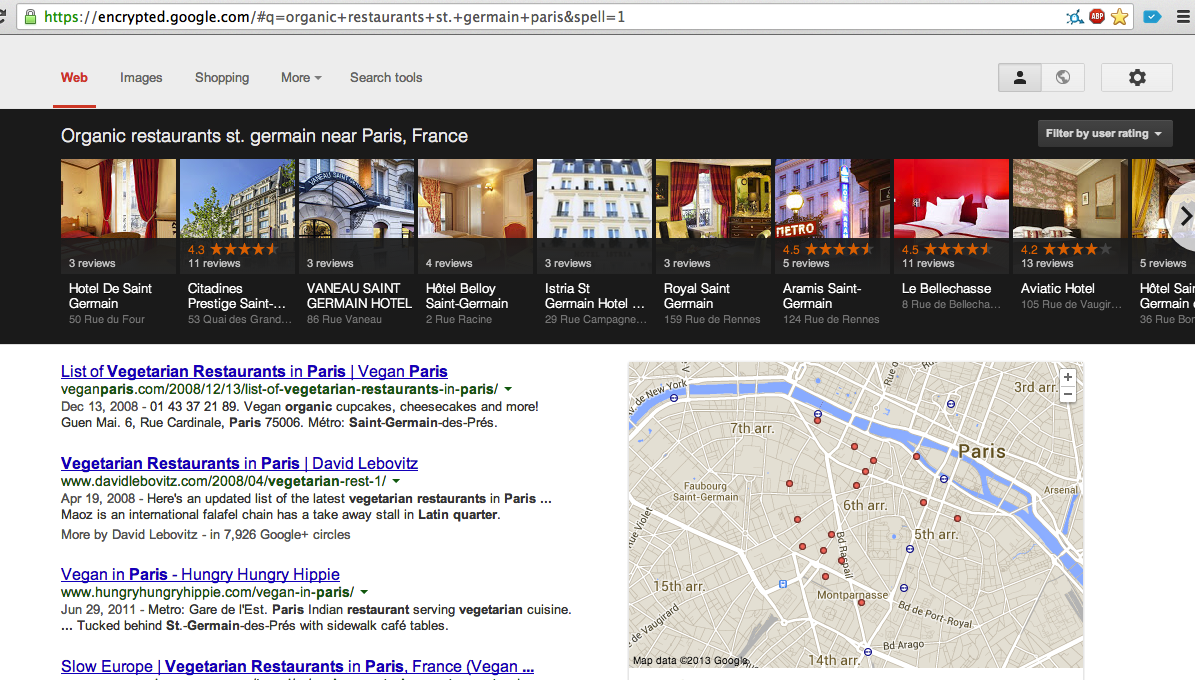 https://encrypted.google.com/#q=organic+restaurants+st.+germain+paris&spell=1
ABP
Web Images Shopping More Search tools
Organic restaurants st. germain near Paris, France
Filter by user rating
VANEAU SAINT
METRO
3 reviews
4.3
11 reviews
3 reviews
4 reviews
3 reviews
3 reviews
4.5
5 reviews
4.5
11 reviews
4.2
13 reviews
5 reviews
Hotel De Saint
Germain
50 Rue du Four
Citadines
Prestige Saint-...
53 Quai des Grand...
VANEAU SAINT
GERMAIN HOTEL
86 Rue Vaneau
Hôtel Belloy
Saint-Germain
2 Rue Racine
Istria St
Germain Hotel ...
29 Rue Campagne...
Royal Saint
Germain
159 Rue de Rennes
Aramis Saint-
Germain
124 Rue de Rennes
Le Bellechasse
8 Rue de Bellecha...
Aviatic Hotel
105 Rue de Vaugir...
Hôtel Sain
Germain
36 Rue Bon
List of Vegetarian Restaurants in Paris | Vegan Paris
veganparis.com/2008/12/13/list-of-vegetarian-restaurants-in-paris/
Dec 13, 2008 - 01 43 37 21 89. Vegan organic cupcakes, cheesecakes and more!
Guen Mai. 6, Rue Cardinale, Paris 75006. Métro: Saint-Germain-des-Prés.
Vegetarian Restaurants in Paris | David Lebovitz
www.davidlebovitz.com/2008/04/vegetarian-rest-1/
Apr 19, 2008 - Here's an updated list of the latest vegetarian restaurants in Paris ...
Maoz is an international falafel chain has a take away stall in Latin quarter.
More by David Lebovitz - in 7,926 Google+ circles
Vegan in Paris - Hungry Hungry Hippie
www.hungryhungryhippie.com/vegan-in-paris/
Jun 29, 2011 - Metro: Gare de l'Est. Paris Indian restaurant serving vegetarian cuisine.
... Tucked behind St.-Germain-des-Prés with sidewalk café tables.
Slow Europe | Vegetarian Restaurants in Paris, France (Vegan ...
Av. de New York
Rue
3rd arr.
+
−
7th arr.
Paris
Faubourg
Saint-Germain
Arsenal
6th arr.
Rue Violet
5th arr.
Bd Raspail
15th arr.
Montparnasse
de Vaugirard
Bd de Port-Royal
Bd Arago
14th arr.
Map data ©2013 Google